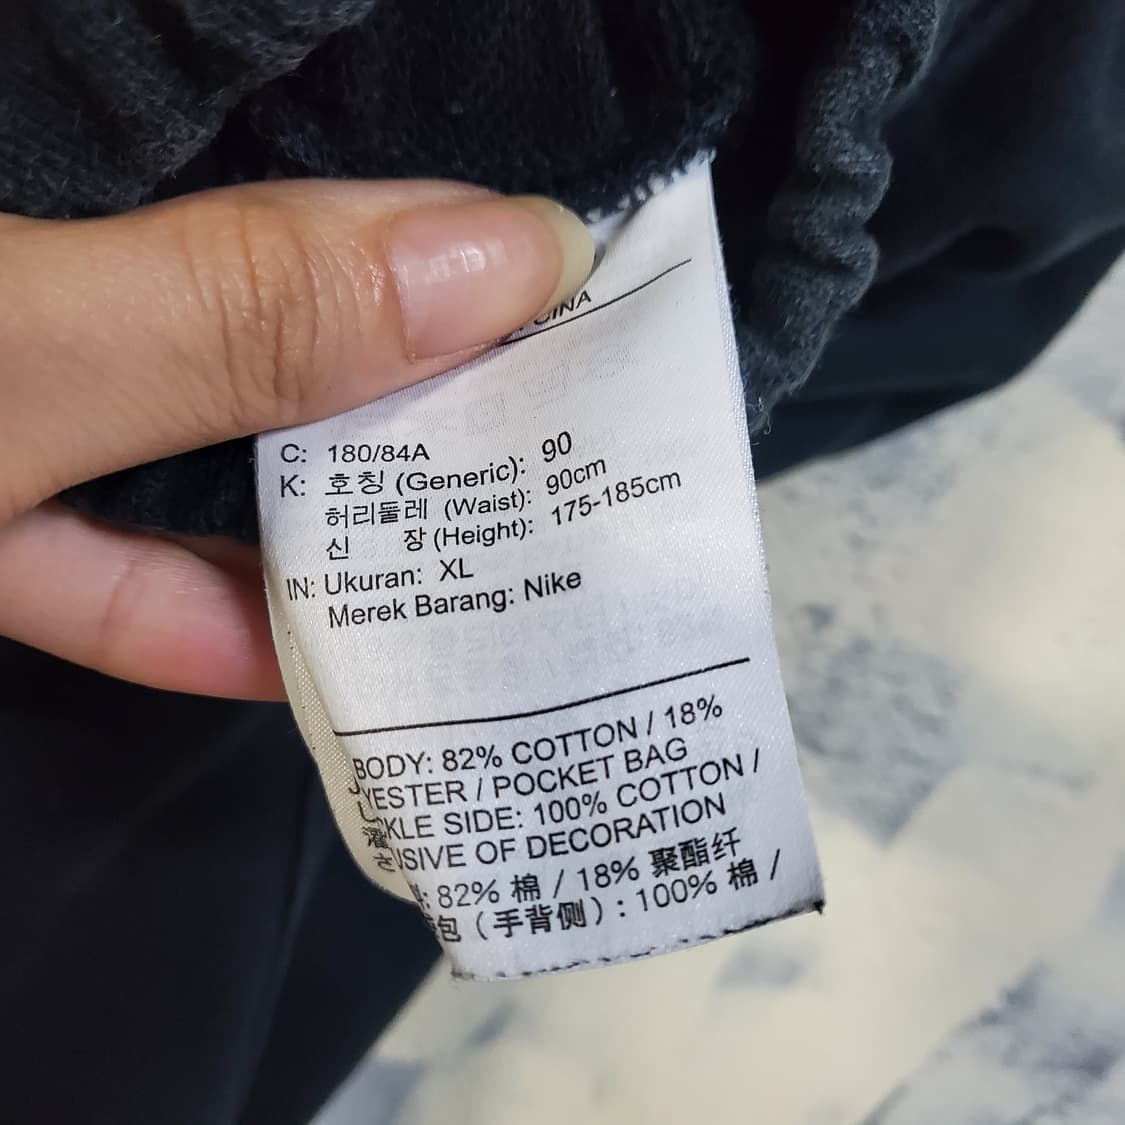 C: 180/84A
K: 호칭 (Generic): 90
허리둘레 (Waist): 90cm
신 장 (Height): 175-185cm
IN: Ukuran: XL
Merek Barang: Nike
BODY: 82% COTTON / 18%
YESTER / POCKET BAG
KLE SIDE: 100% COTTON /
USIVE OF DECORATION
: 82% 棉 / 18% 聚酯纤
包 (手背侧) : 100% 棉 /